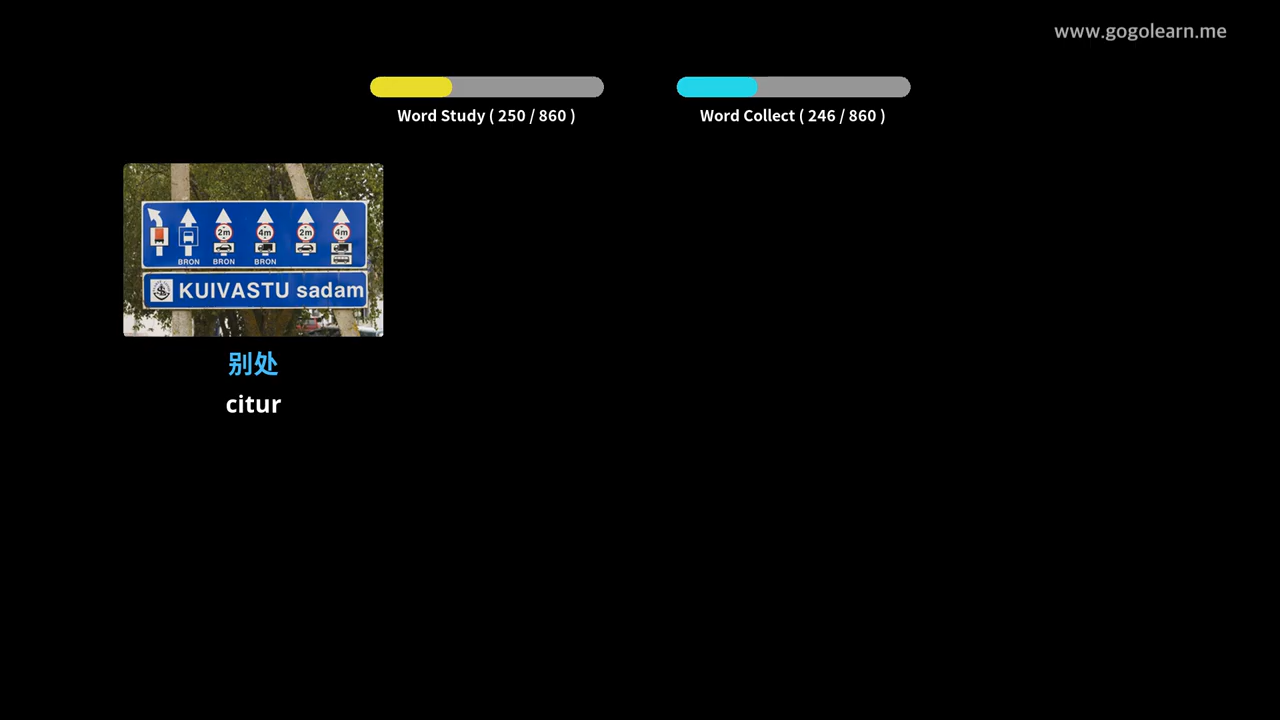 www.gogolearn.me
Word Study ( 250 / 860 )
Word Collect ( 246 / 860 )
2m 4m 2m 4m
BRON BRON BRON
KUIVASTU sadam
别处
citur